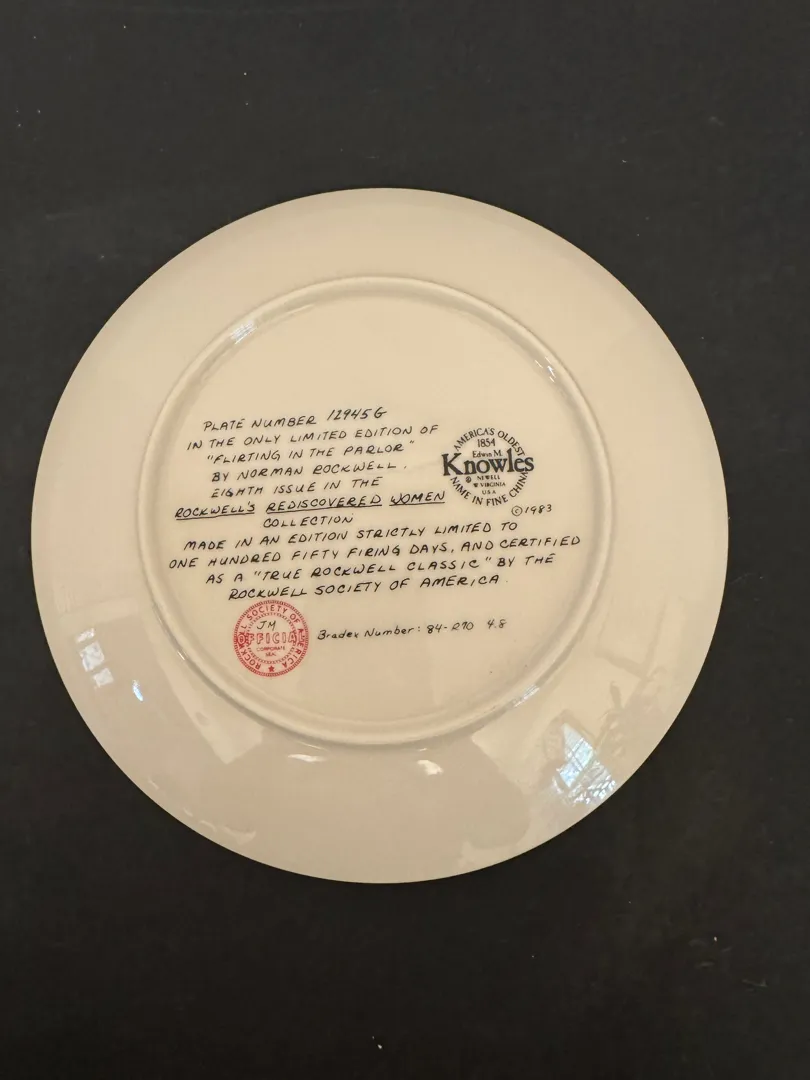 PLATE NUMBER 12945G
IN THE ONLY LIMITED EDITION OF
"FLIRTING IN THE PARLOR"
BY NORMAN ROCKWELL.
EIGHTH ISSUE IN THE
ROCKWELL'S REDISCOVERED WOMEN
COLLECTION
MADE IN AN EDITION STRICTLY LIMITED TO
ONE HUNDRED FIFTY FIRING DAYS, AND CERTIFIED
AS A "TRUE ROCKWELL CLASSIC" BY THE
ROCKWELL SOCIETY OF AMERICA.
AMERICA'S OLDEST
1854
Edwin M.
Knowles
®
NEWELL
W VIRGINIA
U.S.A
NAME IN FINE CHINA
©1983
ROCKWELL SOCIETY OF AMERICA
JM
OFFICIAL
CORPORATE
SEAL
Bradex Number: 84-R70 4.8